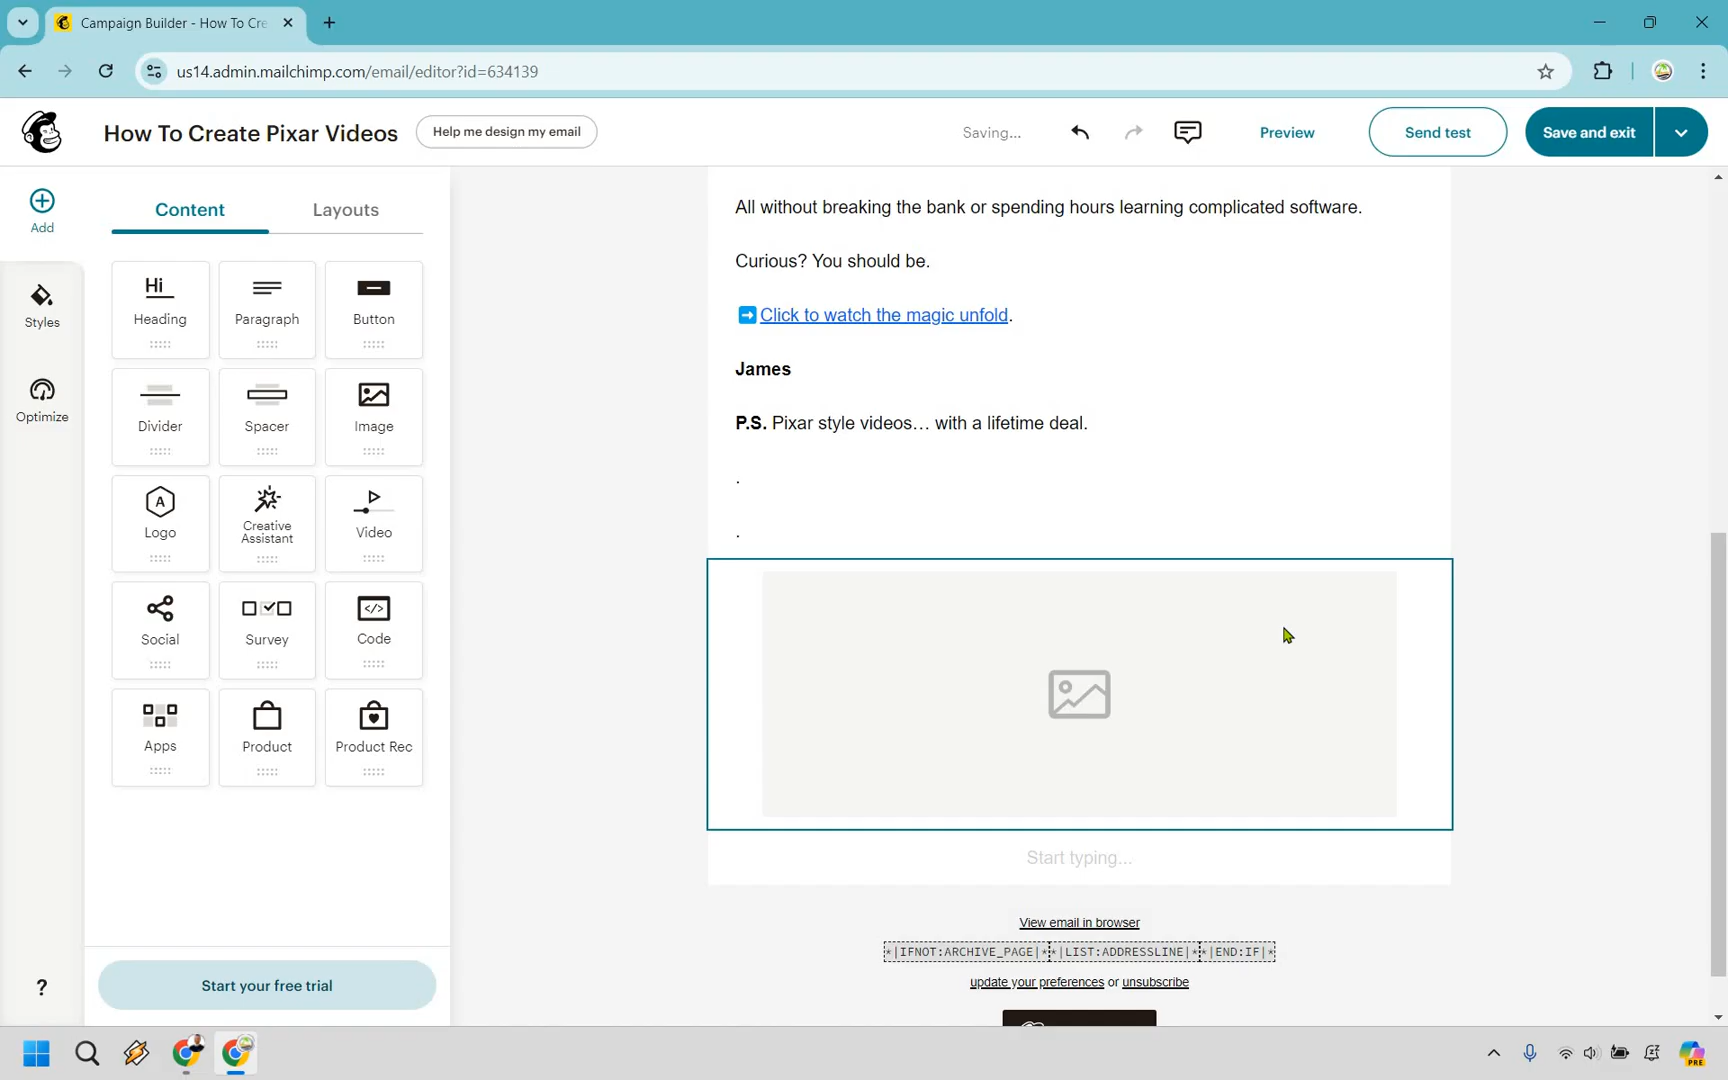 Campaign Builder - How To Cre
us14.admin.mailchimp.com/email/editor?id=634139
How To Create Pixar Videos
Help me design my email
Saving...
Preview
Send test
Save and exit
Add
Styles
Optimize
Content
Layouts
Hi
Heading
Paragraph
Button
Divider
Spacer
Image
A
Logo
Creative
Assistant
Video
Social
Survey
</>
Code
Apps
Product
Product Rec
?
Start your free trial
All without breaking the bank or spending hours learning complicated software.
Curious? You should be.
➡️ Click to watch the magic unfold.
James
P.S. Pixar style videos… with a lifetime deal.
.
.
Start typing...
View email in browser
*|IFNOT:ARCHIVE_PAGE|**|LIST:ADDRESSLINE|**|END:IF|*
update your preferences or unsubscribe
PRE